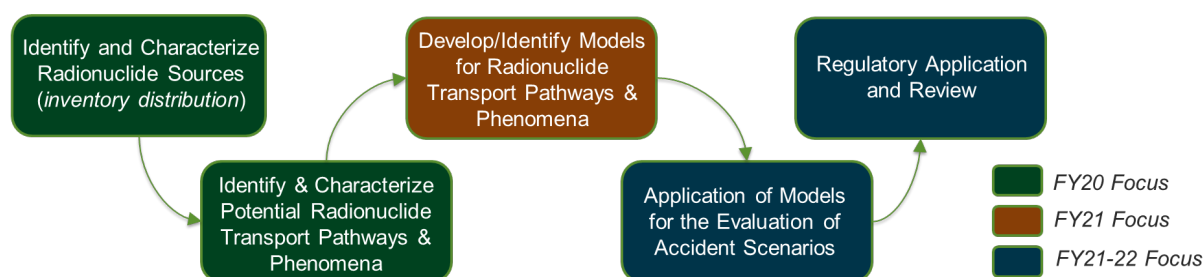 Identify and Characterize
Radionuclide Sources
(inventory distribution)
Identify & Characterize
Potential Radionuclide
Transport Pathways &
Phenomena
Develop/Identify Models
for Radionuclide
Transport Pathways &
Phenomena
Application of Models
for the Evaluation of
Accident Scenarios
Regulatory Application
and Review
FY20 Focus
FY21 Focus
FY21-22 Focus